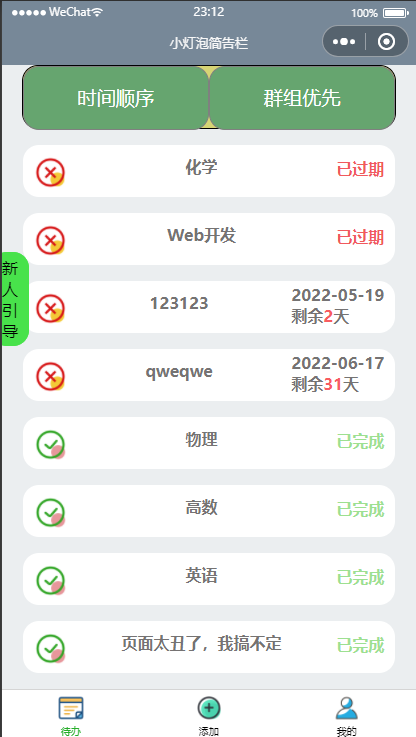 WeChat 23:12 100%
小灯泡简告栏
时间顺序 群组优先
化学 已过期
Web开发 已过期
新人引导
123123 2022-05-19
剩余2天
qweqwe 2022-06-17
剩余31天
物理 已完成
高数 已完成
英语 已完成
页面太丑了，我搞不定 已完成
待办 添加 我的